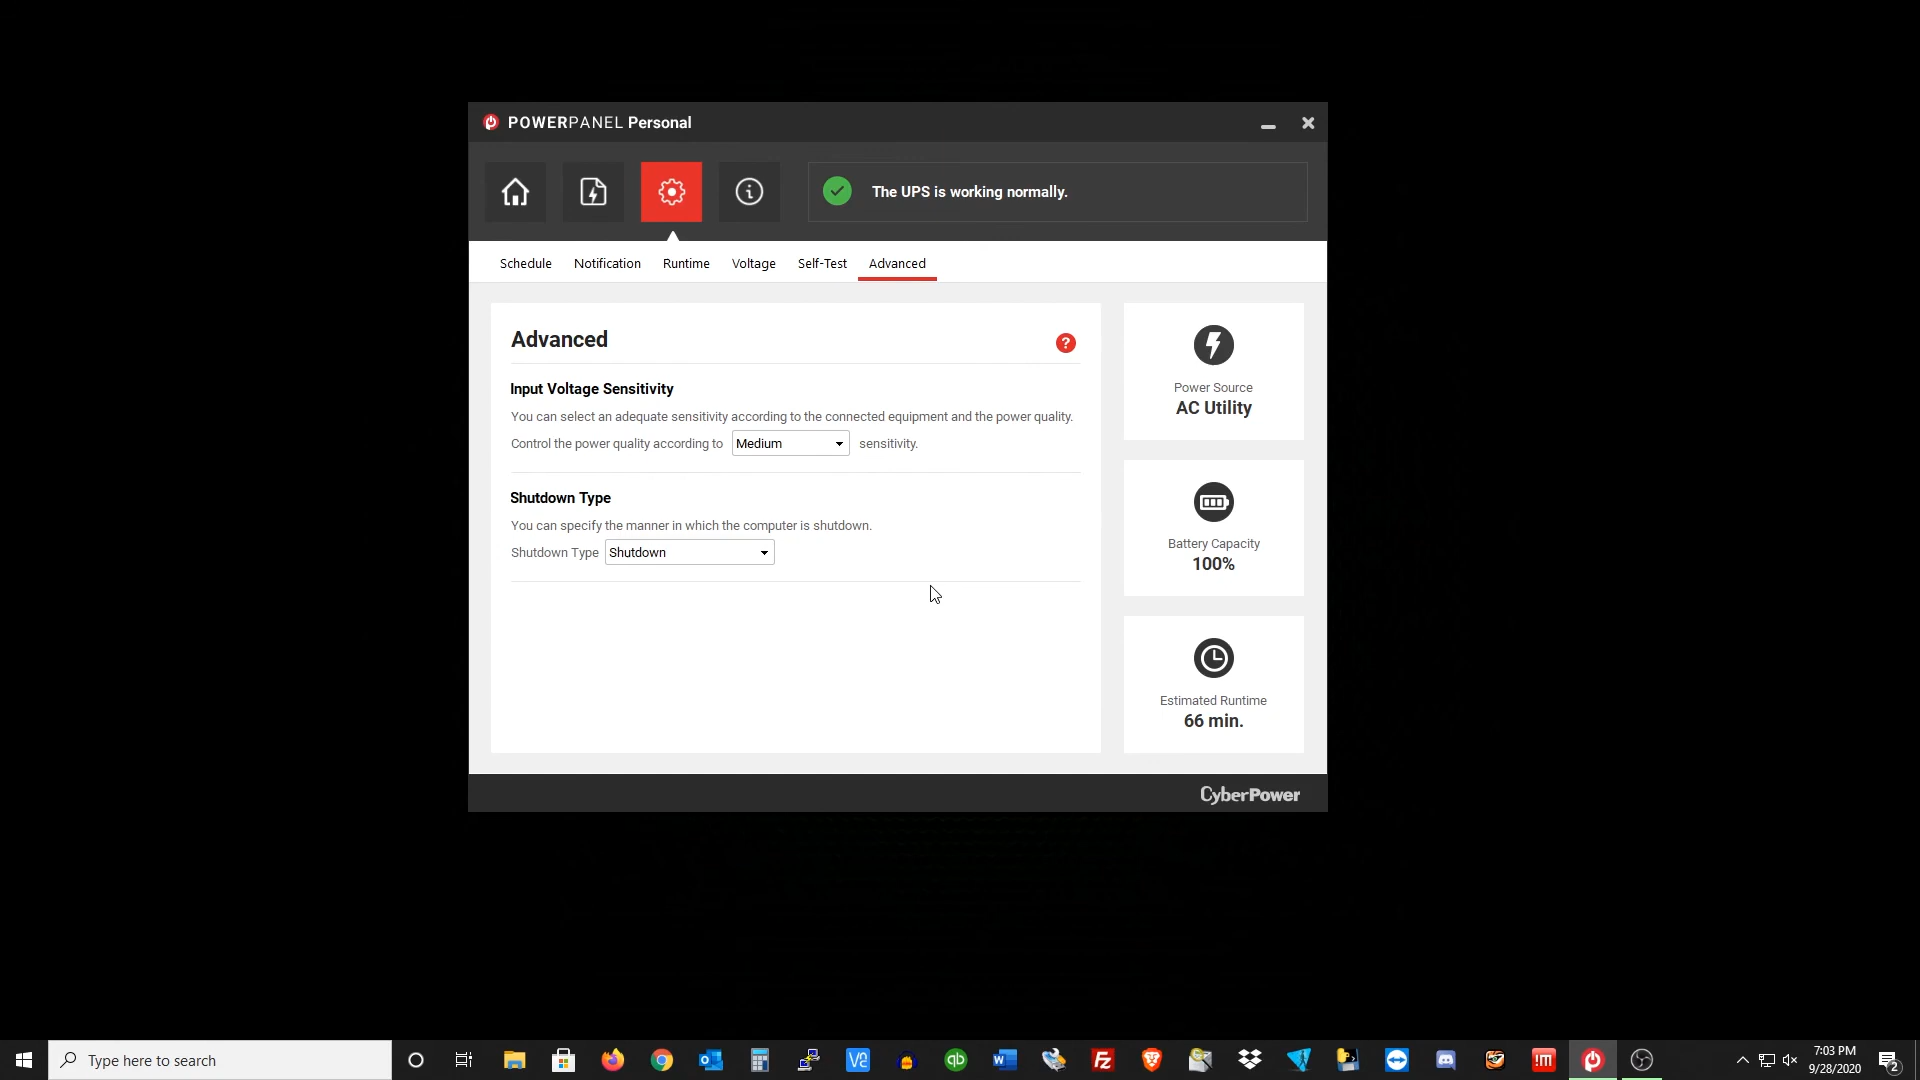 POWERPANEL Personal
The UPS is working normally.
Schedule Notification Runtime Voltage Self-Test Advanced
Advanced
?
Input Voltage Sensitivity
You can select an adequate sensitivity according to the connected equipment and the power quality.
Control the power quality according to Medium sensitivity.
Shutdown Type
You can specify the manner in which the computer is shutdown.
Shutdown Type Shutdown
Power Source
AC Utility
Battery Capacity
100%
Estimated Runtime
66 min.
CyberPower
Type here to search
7:03 PM
9/28/2020
2